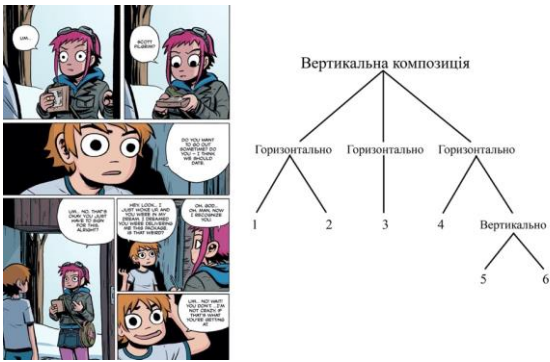 UM...
SCOTT
PILGRIM?
DO YOU WANT
TO GO OUT
SOMETIME? DO
YOU - I THINK
WE SHOULD
DATE.
UM... NO, THAT'S
OKAY. YOU JUST
HAVE TO SIGN
FOR THIS,
ALRIGHT?
HEY LOOK... I
JUST WOKE UP, AND
YOU WERE IN MY
DREAM. I DREAMED
YOU WERE DELIVERING
ME THIS PACKAGE.
IS THAT WEIRD?
OH, GOD...
OH, MAN, NOW
I RECOGNIZE
YOU.
UM... NO! WAIT!
YOU DON'T... I'M
NOT CRAZY, IF
THAT'S WHAT
YOU'RE GETTING
AT.
Вертикальна композиція
Горизонтально Горизонтально Горизонтально
1 2 3 4 Вертикально
5 6